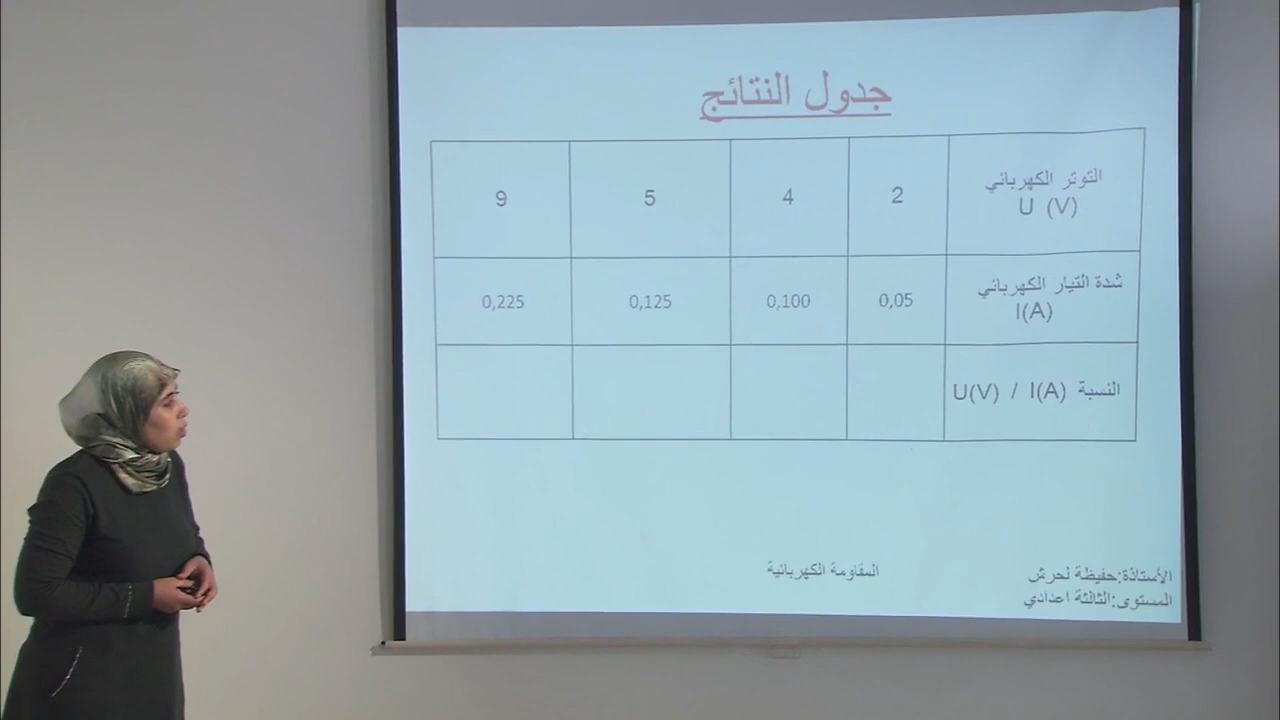 جدول النتائج
التوتر الكهربائي 2 4 5 9
U (V)
شدة التيار الكهربائي 0,05 0,100 0,125 0,225
I(A)
النسبة U(V) / I(A)
المقاومة الكهربائية
الأستاذة:حفيظة لحرش
المستوى:الثالثة اعدادي